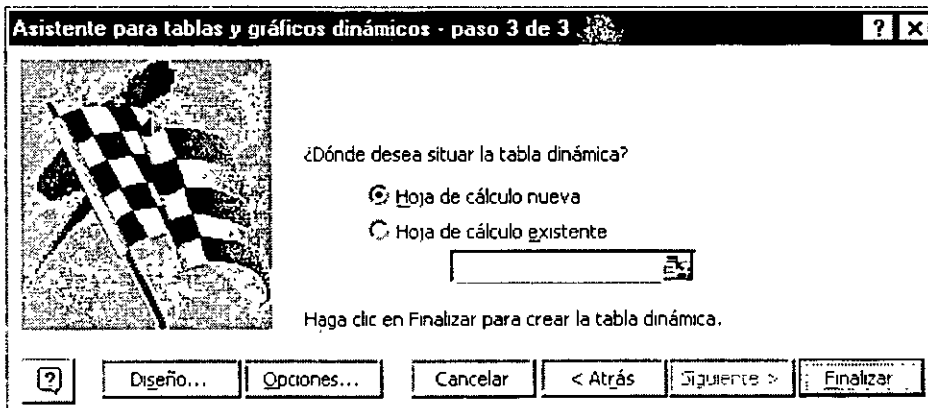 Asistente para tablas y gráficos dinámicos - paso 3 de 3
¿Dónde desea situar la tabla dinámica?
Hoja de cálculo nueva
Hoja de cálculo existente
Haga clic en Finalizar para crear la tabla dinámica.
Diseño... Opciones... Cancelar < Atrás Siguiente > Finalizar